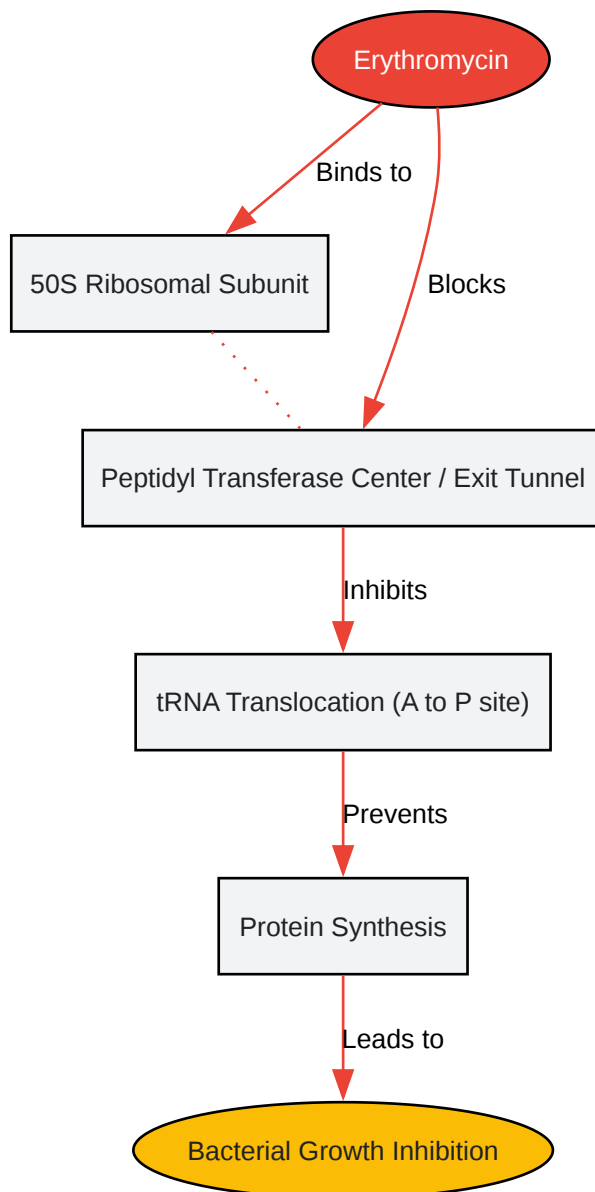 Erythromycin
Binds to
50S Ribosomal Subunit
Blocks
Peptidyl Transferase Center / Exit Tunnel
Inhibits
tRNA Translocation (A to P site)
Prevents
Protein Synthesis
Leads to
Bacterial Growth Inhibition